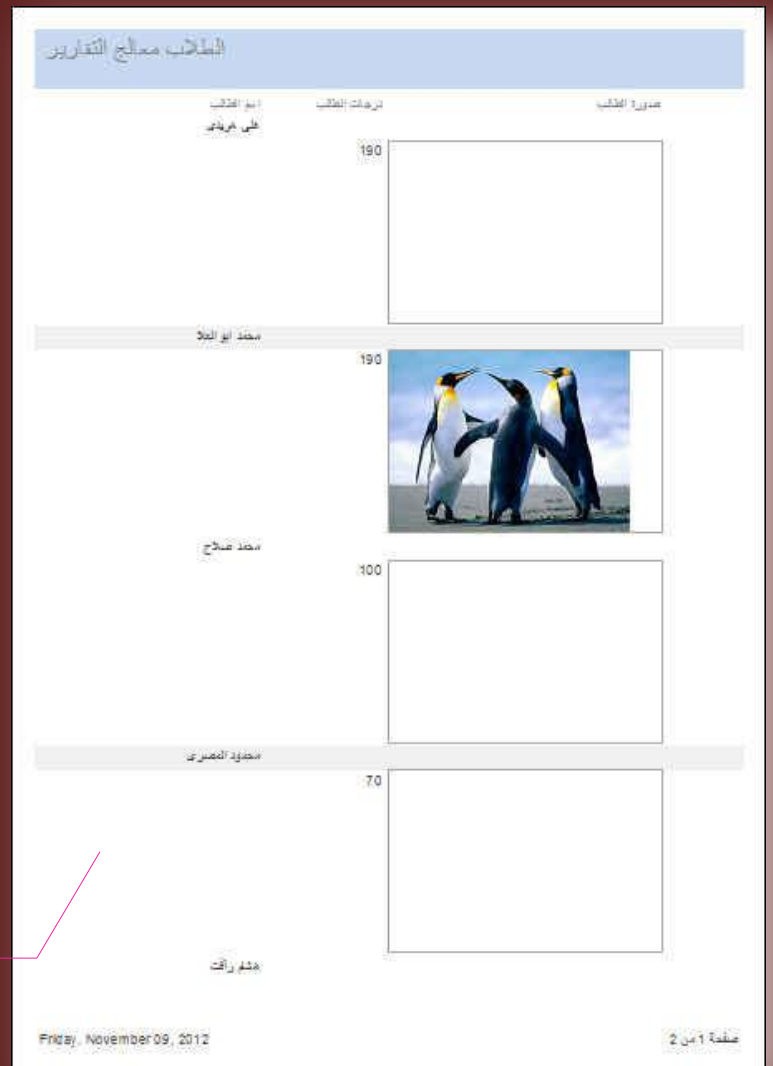 الطلاب معالج التقارير
اسم الطالب درجات الطالب صورة الطالب
على هريدى
190
محمد ابو العلا
190
محمد صلاح
100
محمود المصرى
70
هشام رأفت
Friday, November 09, 2012 صفحة 1 من 2